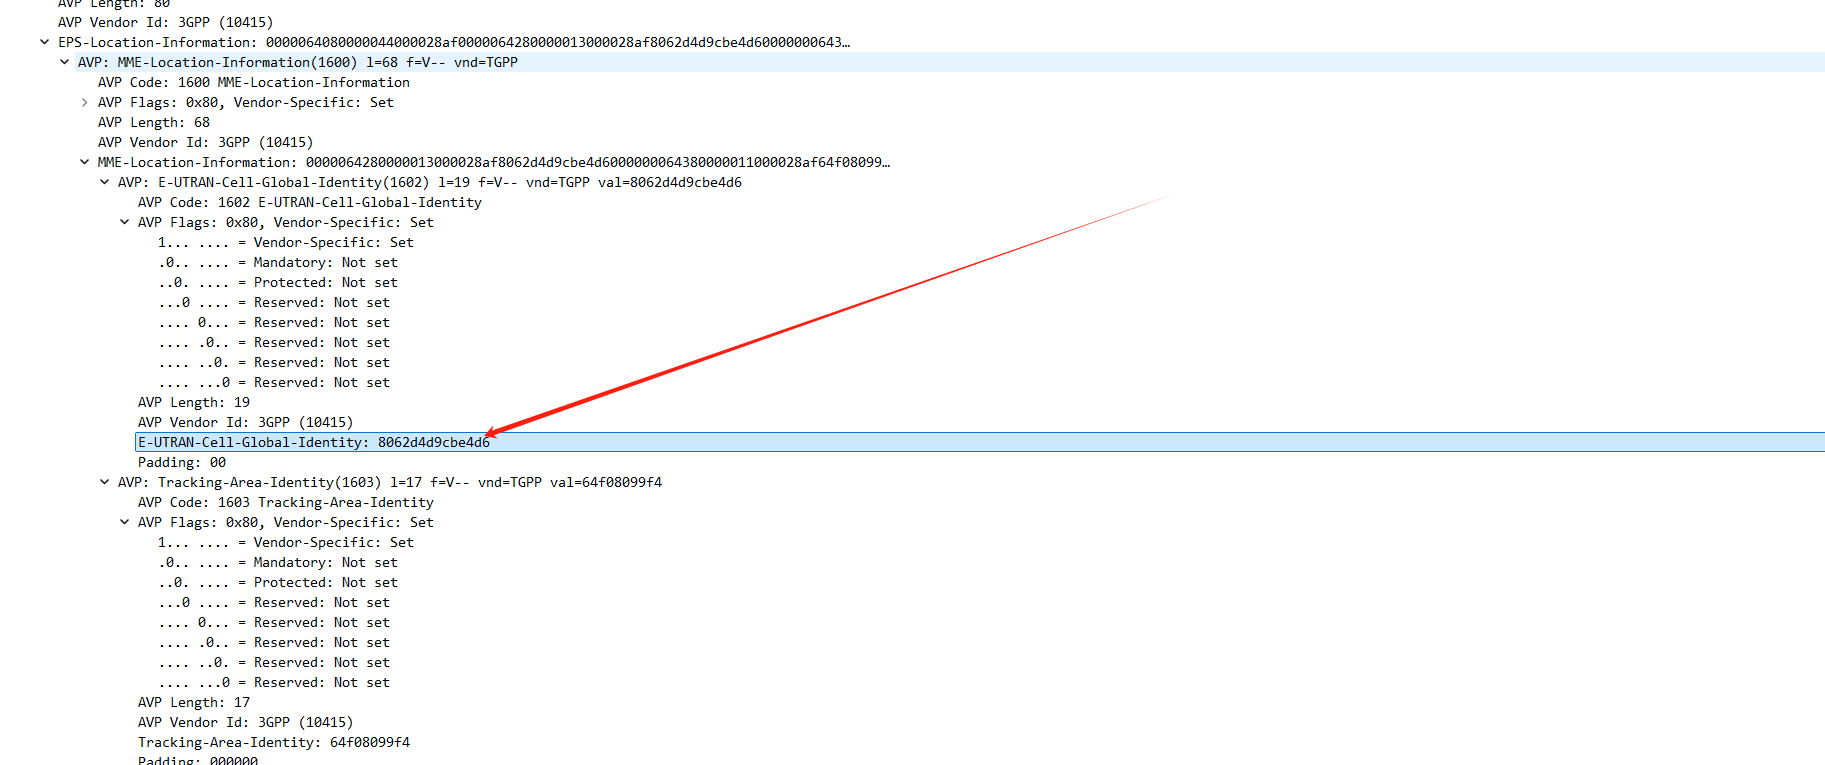 AVP Length: 80
AVP Vendor Id: 3GPP (10415)
EPS-Location-Information: 0000064080000044000028af0000064280000013000028af8062d4d9cbe4d60000000643…
AVP: MME-Location-Information(1600) l=68 f=V-- vnd=TGPP
AVP Code: 1600 MME-Location-Information
AVP Flags: 0x80, Vendor-Specific: Set
AVP Length: 68
AVP Vendor Id: 3GPP (10415)
MME-Location-Information: 0000064280000013000028af8062d4d9cbe4d6000000064380000011000028af64f08099…
AVP: E-UTRAN-Cell-Global-Identity(1602) l=19 f=V-- vnd=TGPP val=8062d4d9cbe4d6
AVP Code: 1602 E-UTRAN-Cell-Global-Identity
AVP Flags: 0x80, Vendor-Specific: Set
1... .... = Vendor-Specific: Set
.0.. .... = Mandatory: Not set
..0. .... = Protected: Not set
...0 .... = Reserved: Not set
.... 0... = Reserved: Not set
.... .0.. = Reserved: Not set
.... ..0. = Reserved: Not set
.... ...0 = Reserved: Not set
AVP Length: 19
AVP Vendor Id: 3GPP (10415)
E-UTRAN-Cell-Global-Identity: 8062d4d9cbe4d6
Padding: 00
AVP: Tracking-Area-Identity(1603) l=17 f=V-- vnd=TGPP val=64f08099f4
AVP Code: 1603 Tracking-Area-Identity
AVP Flags: 0x80, Vendor-Specific: Set
1... .... = Vendor-Specific: Set
.0.. .... = Mandatory: Not set
..0. .... = Protected: Not set
...0 .... = Reserved: Not set
.... 0... = Reserved: Not set
.... .0.. = Reserved: Not set
.... ..0. = Reserved: Not set
.... ...0 = Reserved: Not set
AVP Length: 17
AVP Vendor Id: 3GPP (10415)
Tracking-Area-Identity: 64f08099f4
Padding: 000000